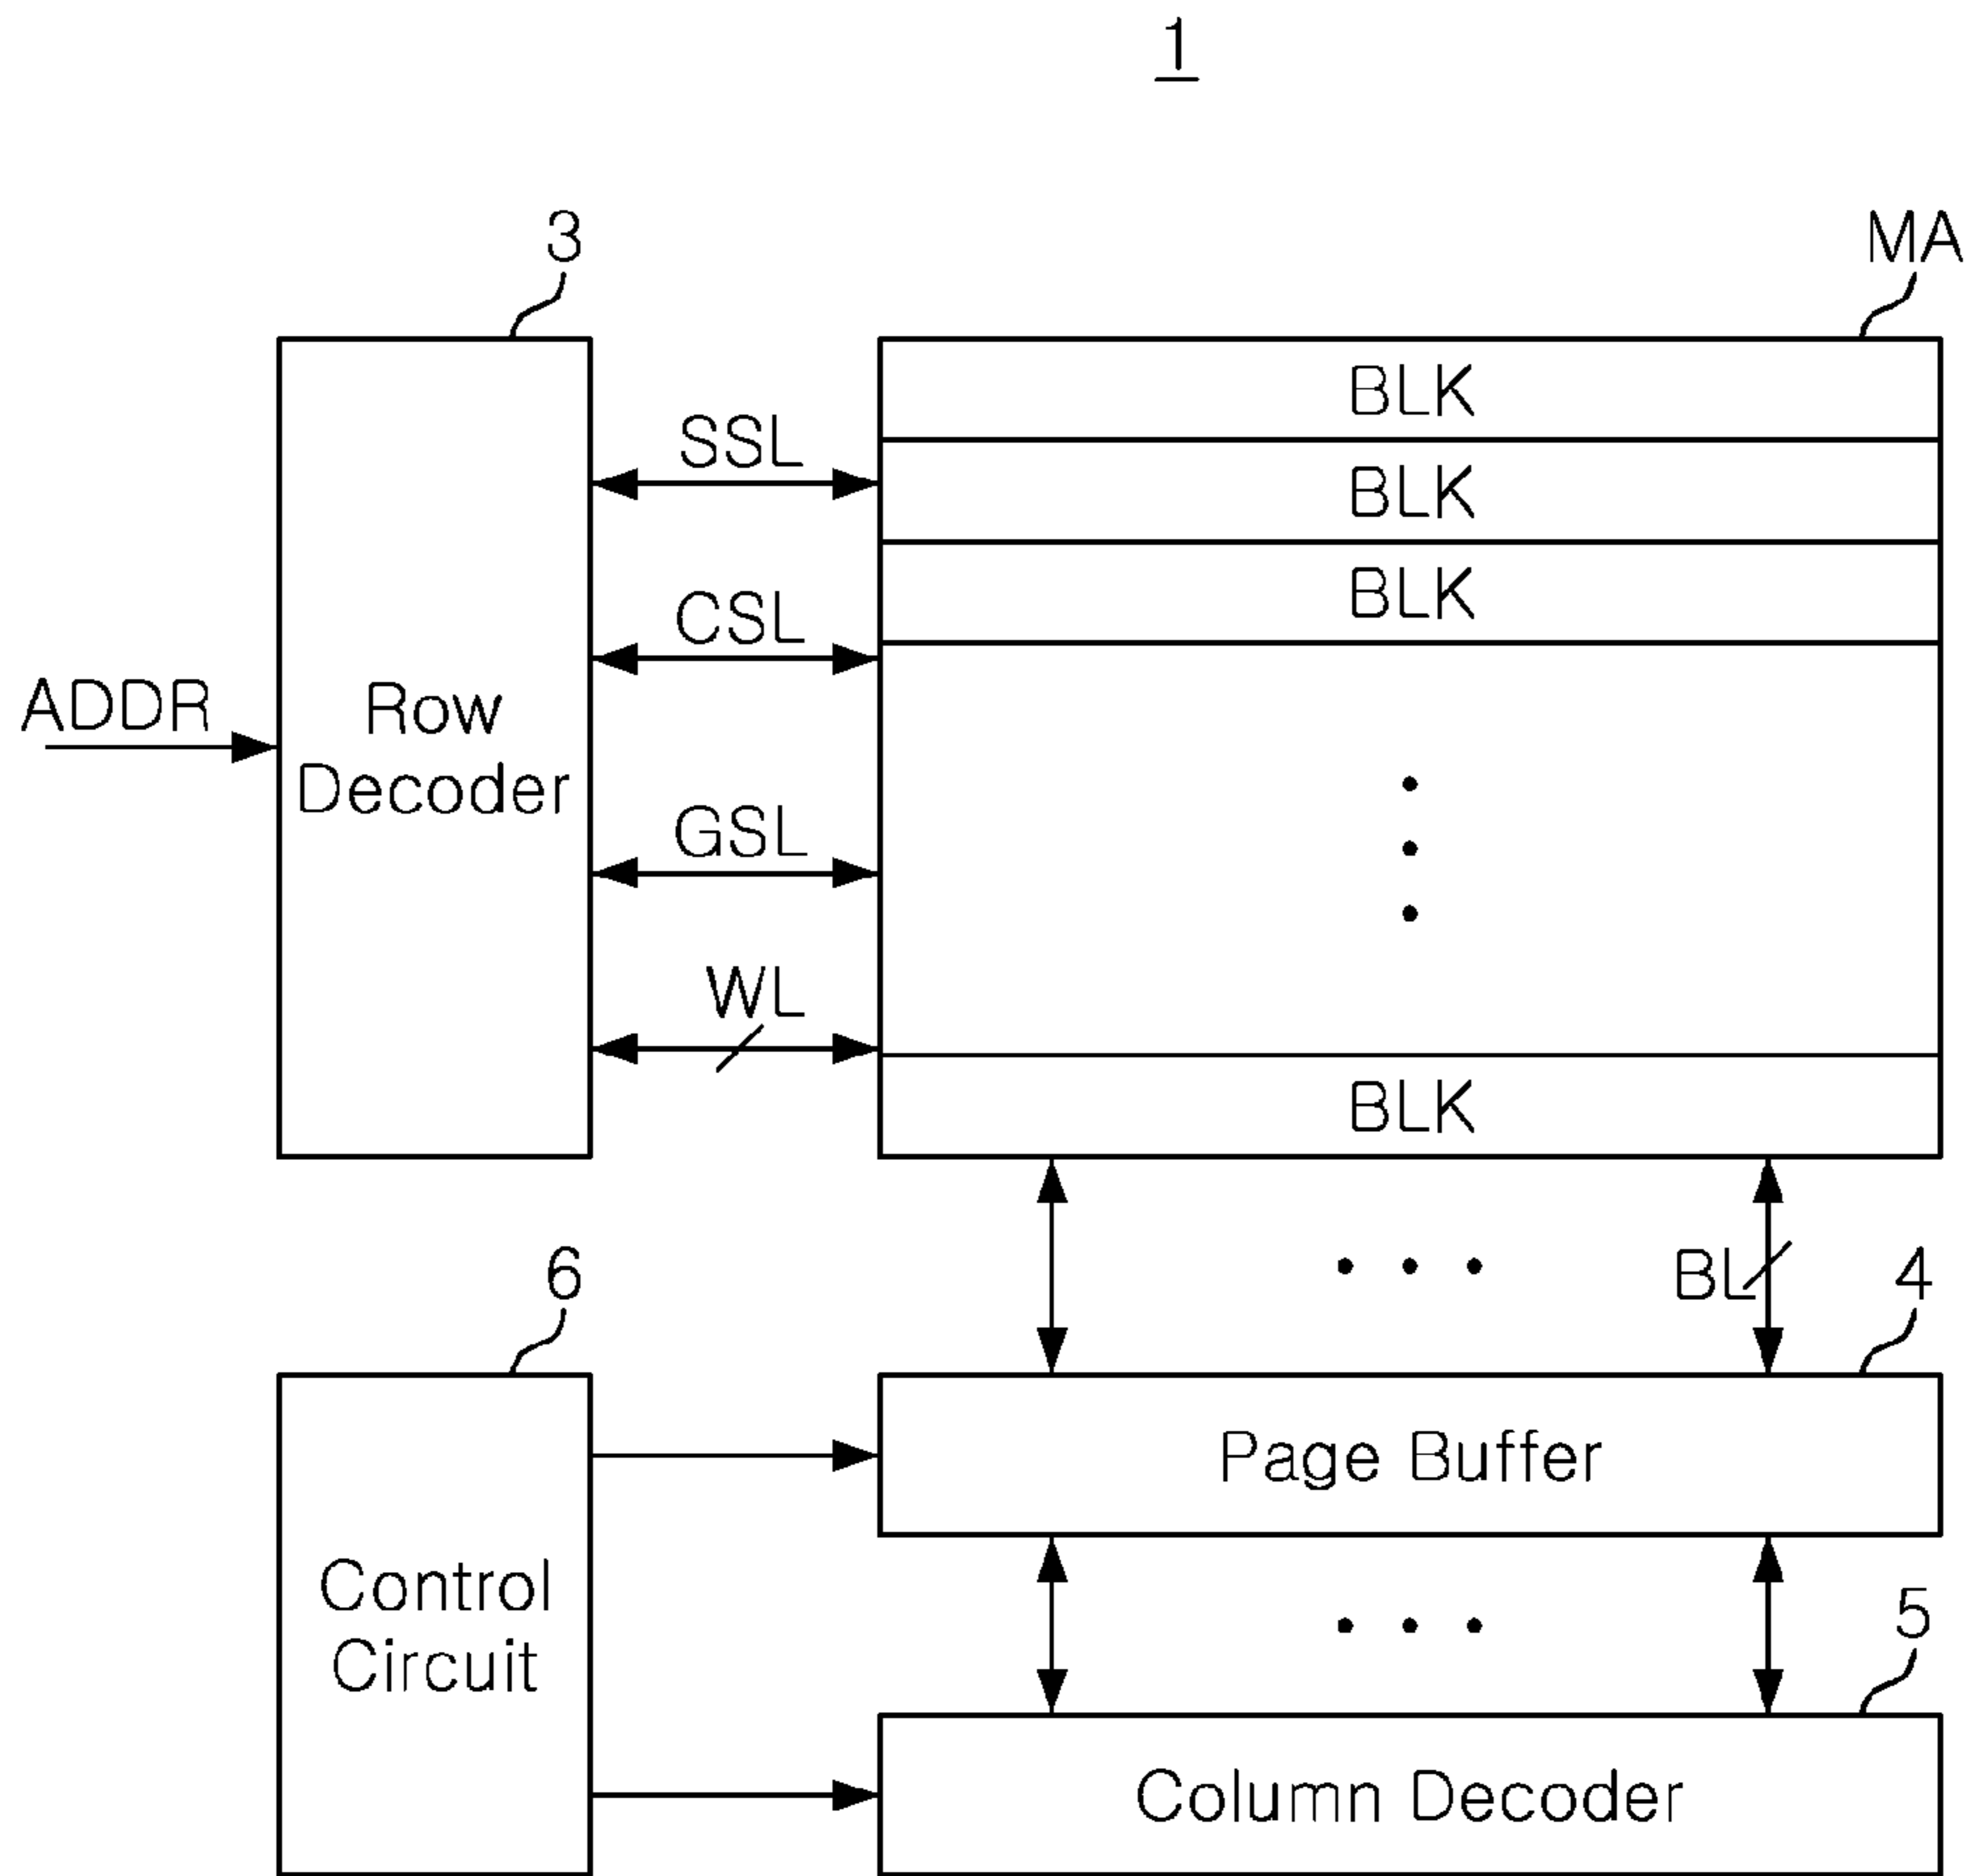 1
3
MA
BLK
SSL
BLK
BLK
CSL
ADDR
Row
Decoder
GSL
WL
BLK
6
BL
4
Page Buffer
Control
Circuit
5
Column Decoder